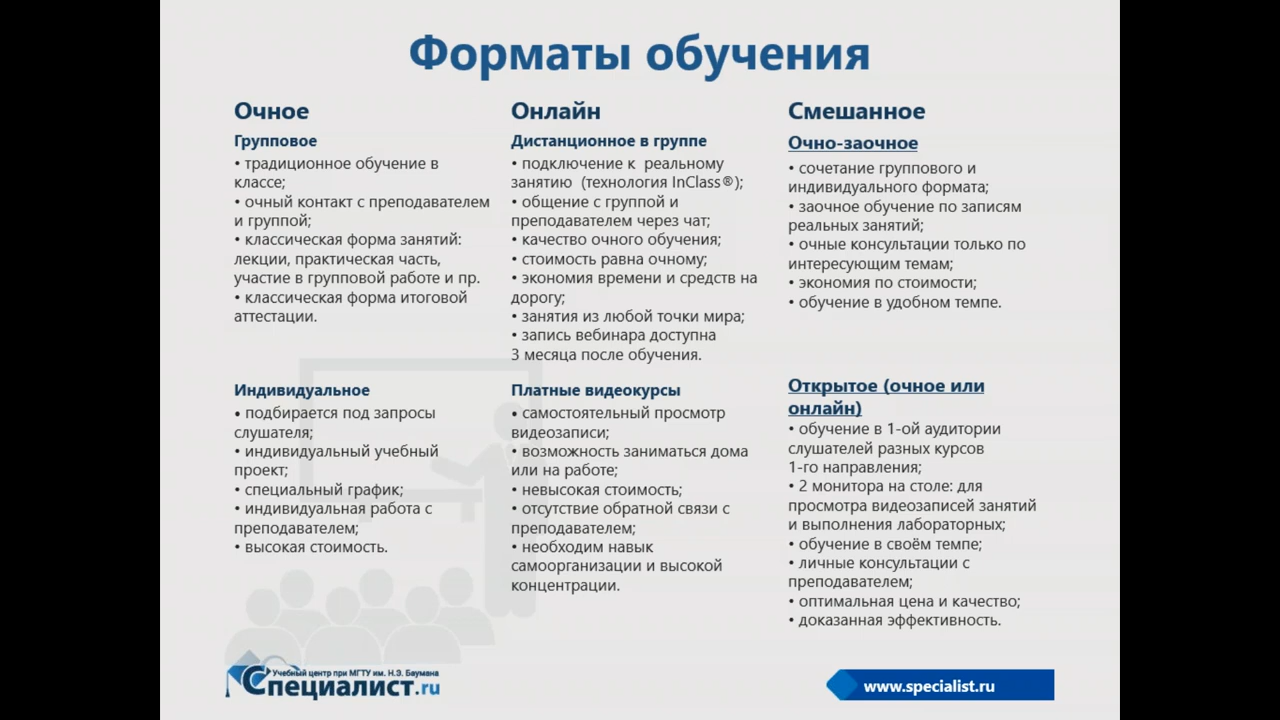 Форматы обучения
Очное
Групповое
• традиционное обучение в
классе;
• очный контакт с преподавателем
и группой;
• классическая форма занятий:
лекции, практическая часть,
участие в групповой работе и пр.
• классическая форма итоговой
аттестации.
Индивидуальное
• подбирается под запросы
слушателя;
• индивидуальный учебный
проект;
• специальный график;
• индивидуальная работа с
преподавателем;
• высокая стоимость.
Онлайн
Дистанционное в группе
• подключение к реальному
занятию (технология InClass®);
• общение с группой и
преподавателем через чат;
• качество очного обучения;
• стоимость равна очному;
• экономия времени и средств на
дорогу;
• занятия из любой точки мира;
• запись вебинара доступна
3 месяца после обучения.
Платные видеокурсы
• самостоятельный просмотр
видеозаписи;
• возможность заниматься дома
или на работе;
• невысокая стоимость;
• отсутствие обратной связи с
преподавателем;
• необходим навык
самоорганизации и высокой
концентрации.
Смешанное
Очно-заочное
• сочетание группового и
индивидуального формата;
• заочное обучение по записям
реальных занятий;
• очные консультации только по
интересующим темам;
• экономия по стоимости;
• обучение в удобном темпе.
Открытое (очное или
онлайн)
• обучение в 1-ой аудитории
слушателей разных курсов
1-го направления;
• 2 монитора на столе: для
просмотра видеозаписей занятий
и выполнения лабораторных;
• обучение в своём темпе;
• личные консультации с
преподавателем;
• оптимальная цена и качество;
• доказанная эффективность.
Учебный центр при МГТУ им. Н.Э. Баумана
Специалист.ru
www.specialist.ru